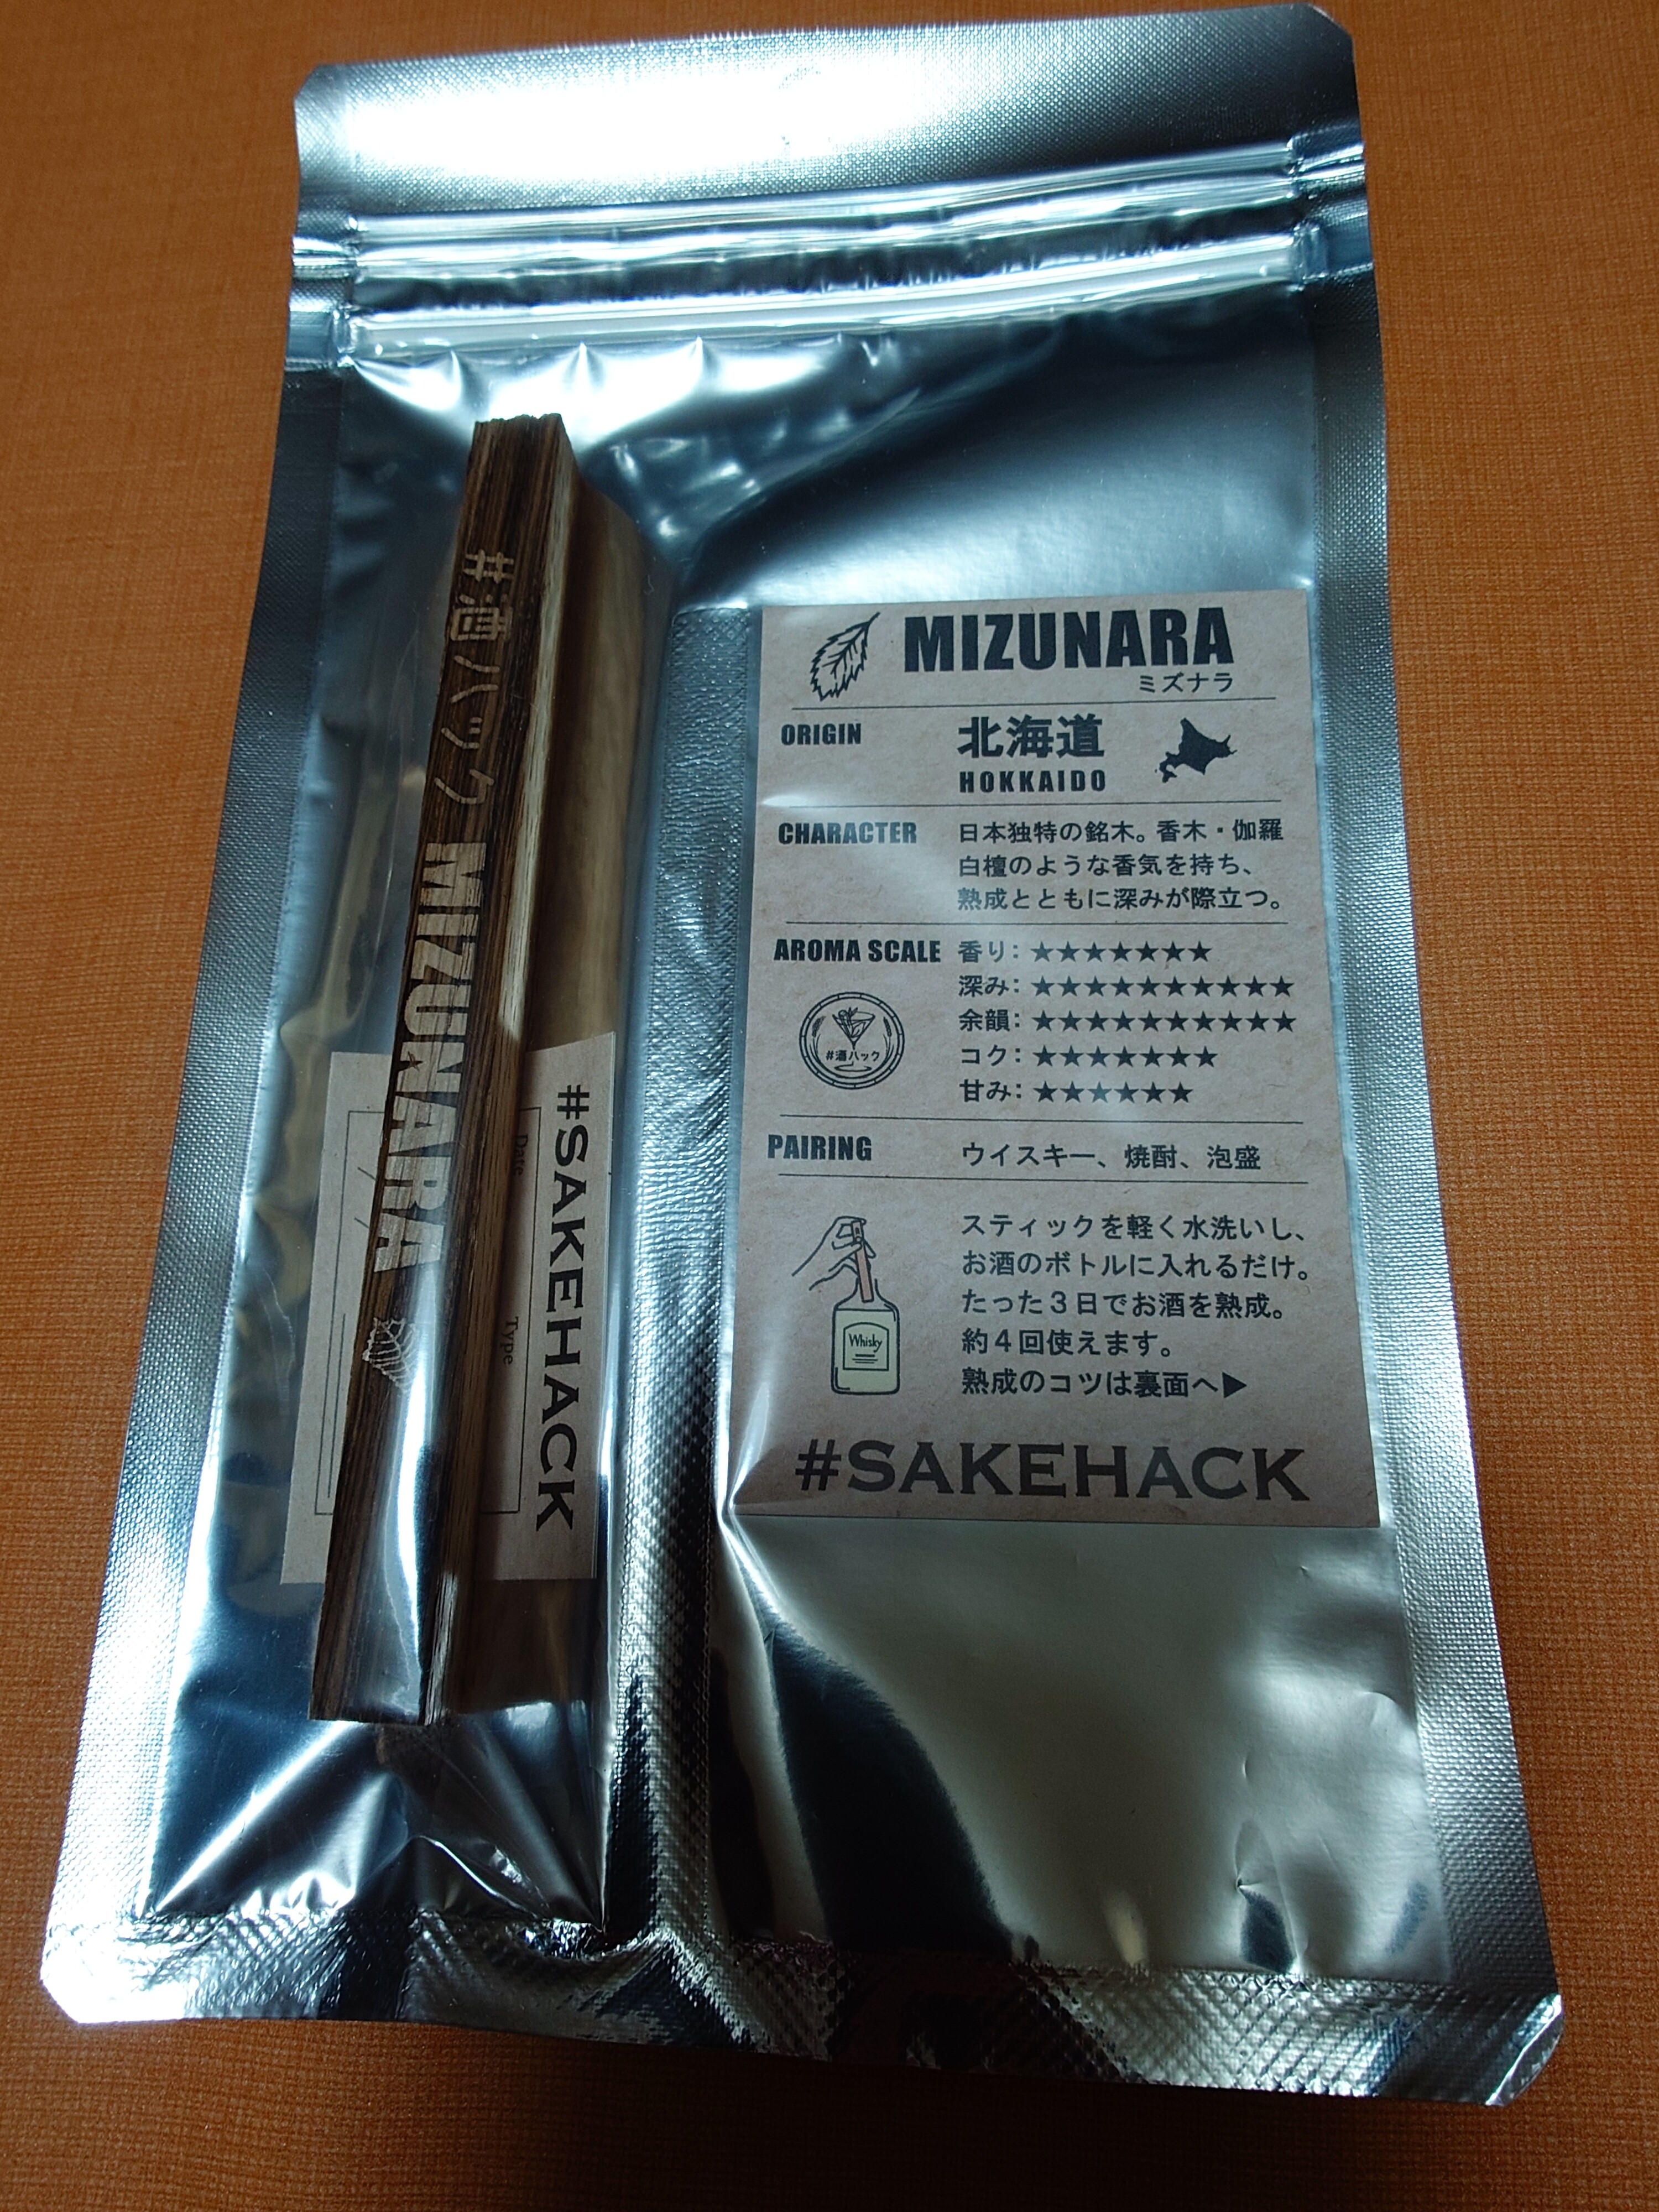 #酒ハック MIZUNARA
#SAKEHACK
Date
Type
MIZUNARA
ミズナラ
ORIGIN
北海道
HOKKAIDO
CHARACTER
日本独特の銘木。香木・伽羅
白檀のような香気を持ち、
熟成とともに深みが際立つ。
AROMA SCALE
香り: ★★★★★★★
深み: ★★★★★★★★★★
余韻: ★★★★★★★★★★
コク: ★★★★★★★
甘み: ★★★★★★
#酒ハック
PAIRING
ウイスキー、焼酎、泡盛
Whisky
スティックを軽く水洗いし、
お酒のボトルに入れるだけ。
たった3日でお酒を熟成。
約4回使えます。
熟成のコツは裏面へ▶
#SAKEHACK